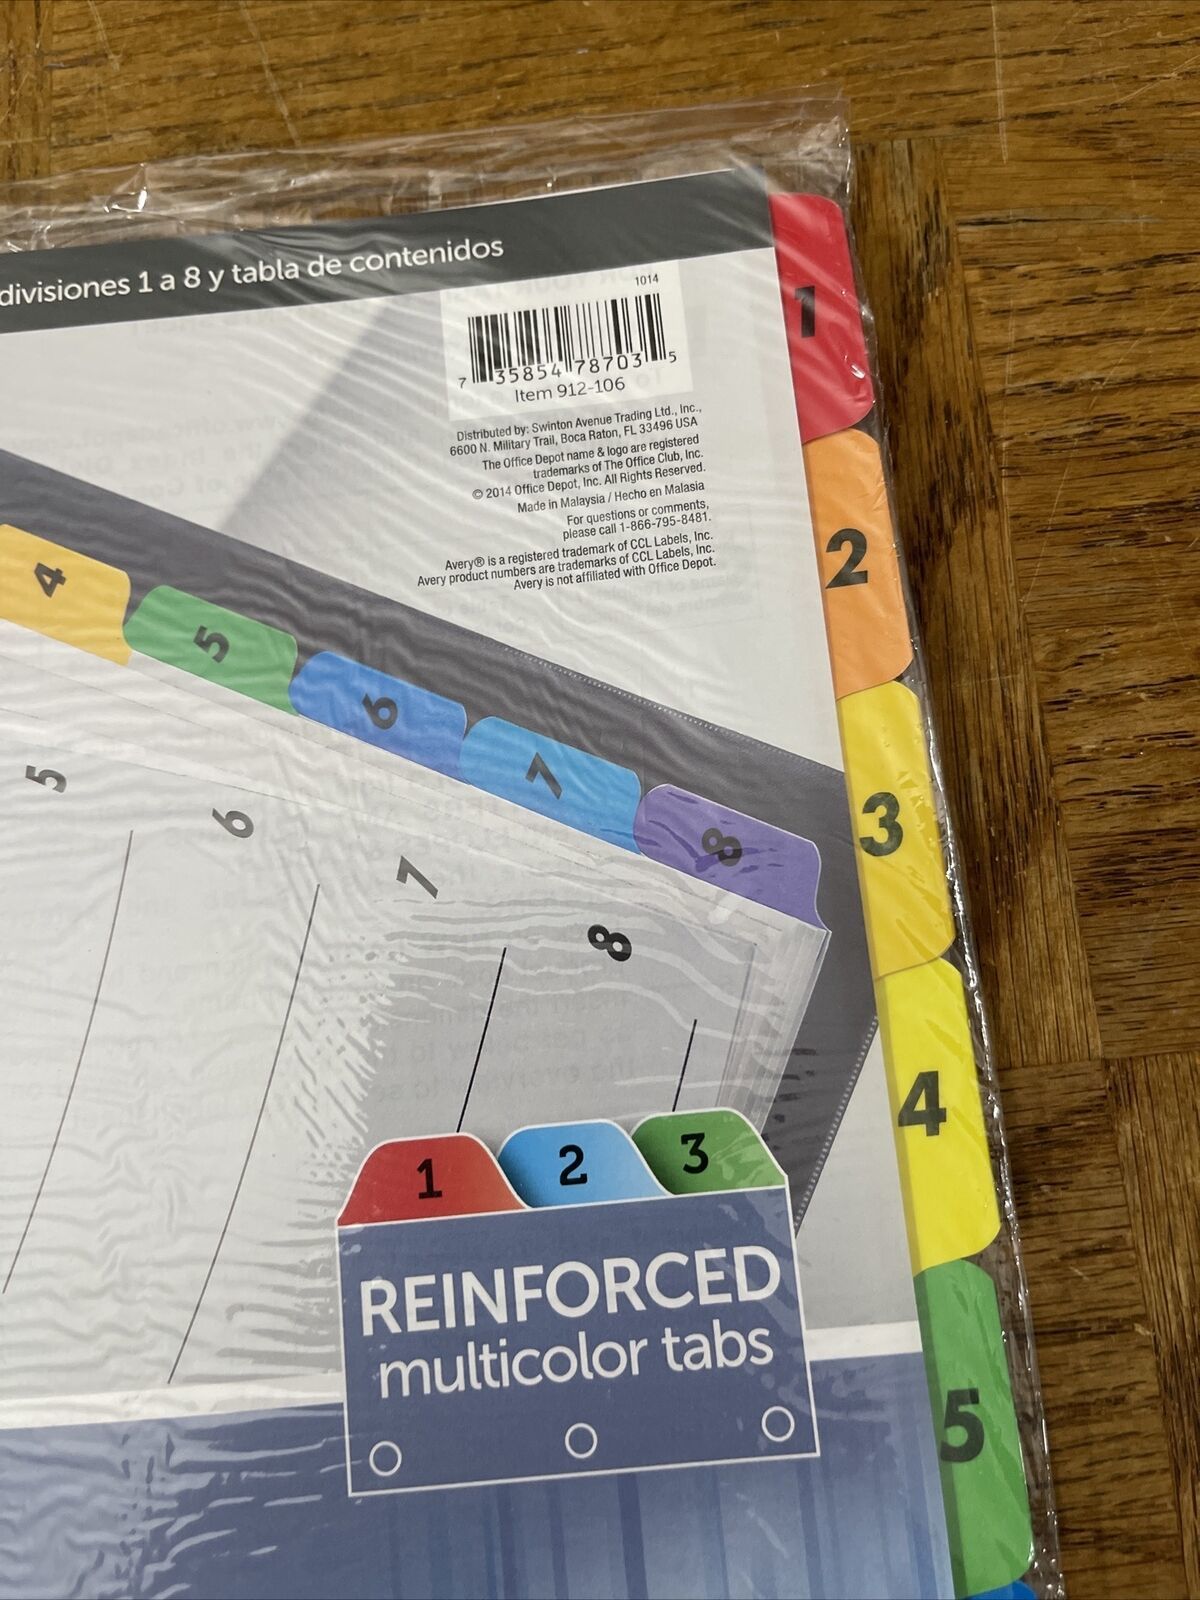 divisiones 1 a 8 y tabla de contenidos
1014
7 35854 78703 5
Item 912-106
Distributed by: Swinton Avenue Trading Ltd., Inc.,
6600 N. Military Trail, Boca Raton, FL 33496 USA
The Office Depot name & logo are registered
trademarks of The Office Club, Inc.
© 2014 Office Depot, Inc. All Rights Reserved.
Made in Malaysia / Hecho en Malasia
For questions or comments,
please call 1-866-795-8481.
Avery® is a registered trademark of CCL Labels, Inc.
Avery product numbers are trademarks of CCL Labels, Inc.
Avery is not affiliated with Office Depot.
1
2
3
4
5
4
5
6
7
8
5
6
7
8
1
2
3
REINFORCED
multicolor tabs